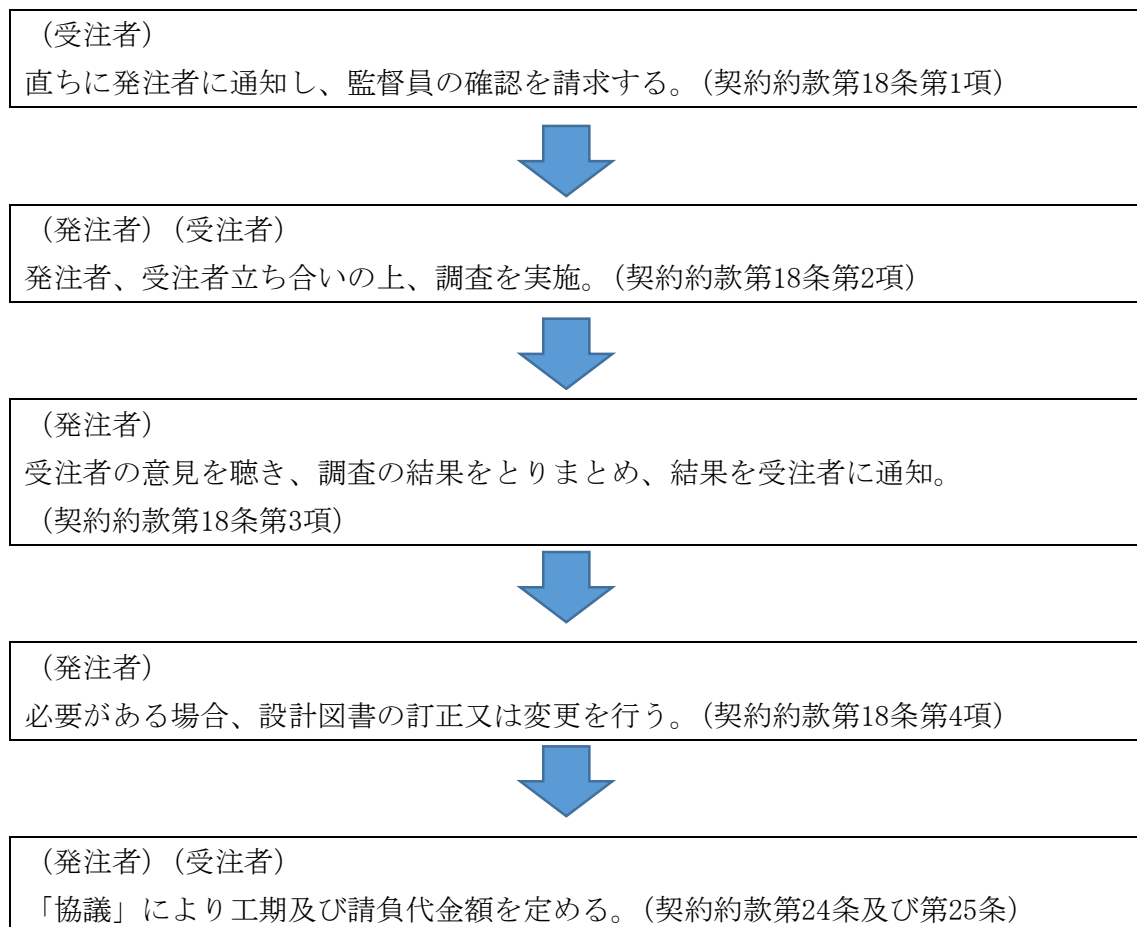 （受注者）
直ちに発注者に通知し、監督員の確認を請求する。（契約約款第18条第1項）
（発注者）（受注者）
発注者、受注者立ち合いの上、調査を実施。（契約約款第18条第2項）
（発注者）
受注者の意見を聴き、調査の結果をとりまとめ、結果を受注者に通知。
（契約約款第18条第3項）
（発注者）
必要がある場合、設計図書の訂正又は変更を行う。（契約約款第18条第4項）
（発注者）（受注者）
「協議」により工期及び請負代金額を定める。（契約約款第24条及び第25条）